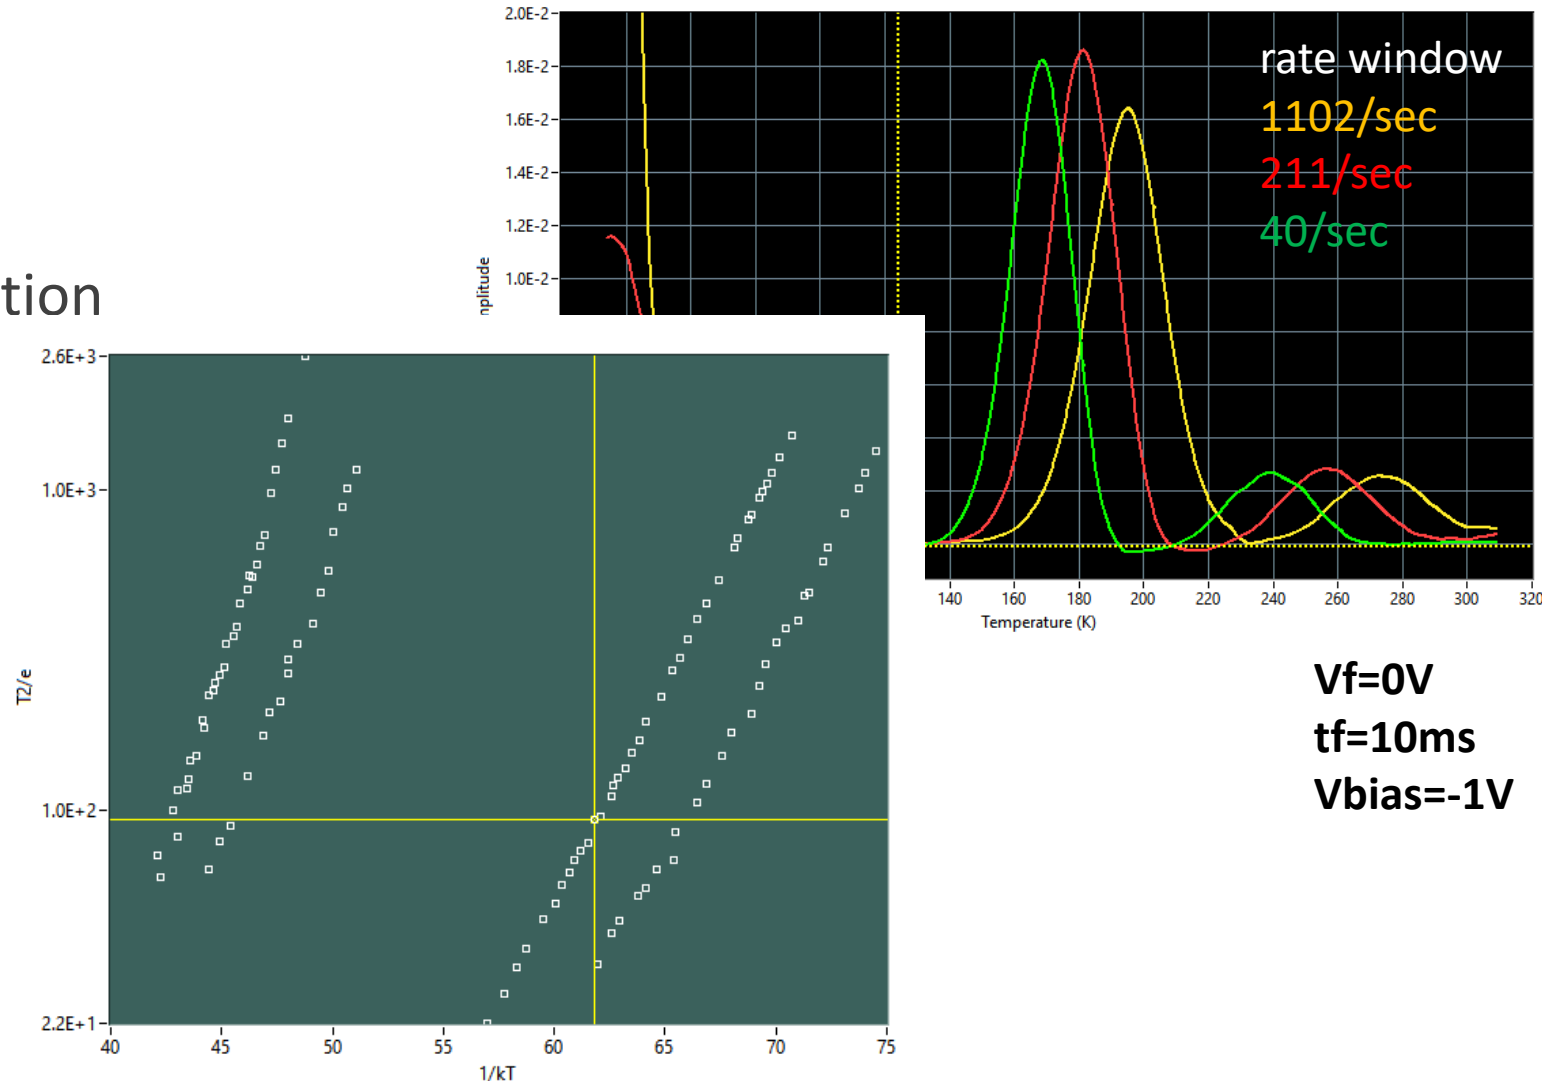 2.0E-2
1.8E-2
1.6E-2
1.4E-2
1.2E-2
1.0E-2
rate window
1102/sec
211/sec
40/sec
tion
2.6E+3
1.0E+3
1.0E+2
2.2E+1
T2/e
40 45 50 55 60 65 70 75
1/kT
140 160 180 200 220 240 260 280 300 320
Temperature (K)
Vf=0V
tf=10ms
Vbias=-1V